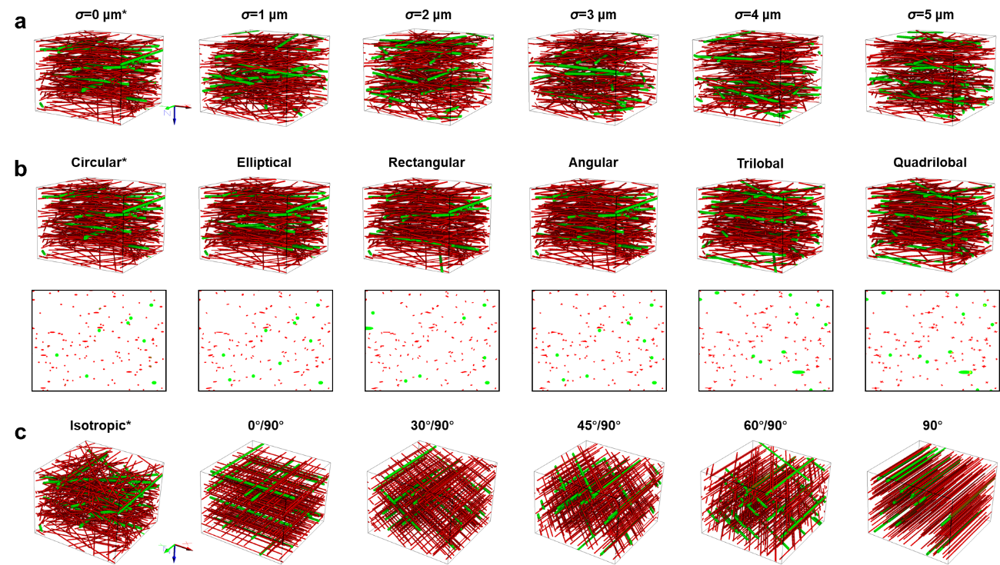 a
σ=0 µm* σ=1 µm σ=2 µm σ=3 µm σ=4 µm σ=5 µm
b
Circular* Elliptical Rectangular Angular Trilobal Quadrilobal
c
Isotropic* 0°/90° 30°/90° 45°/90° 60°/90° 90°